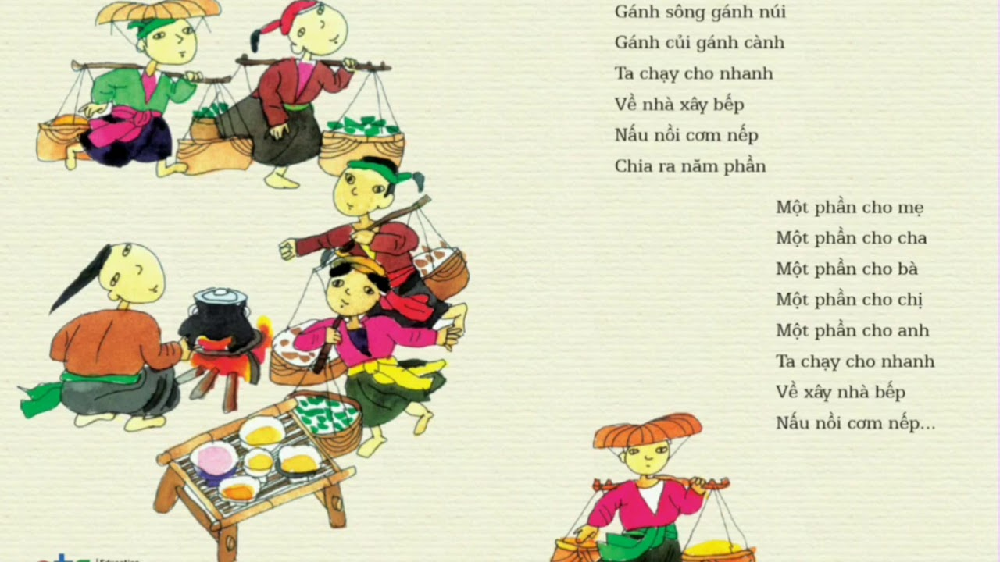 Gánh sông gánh núi
Gánh củi gánh cành
Ta chạy cho nhanh
Về nhà xây bếp
Nấu nồi cơm nếp
Chia ra năm phần
Một phần cho mẹ
Một phần cho cha
Một phần cho bà
Một phần cho chị
Một phần cho anh
Ta chạy cho nhanh
Về xây nhà bếp
Nấu nồi cơm nếp...